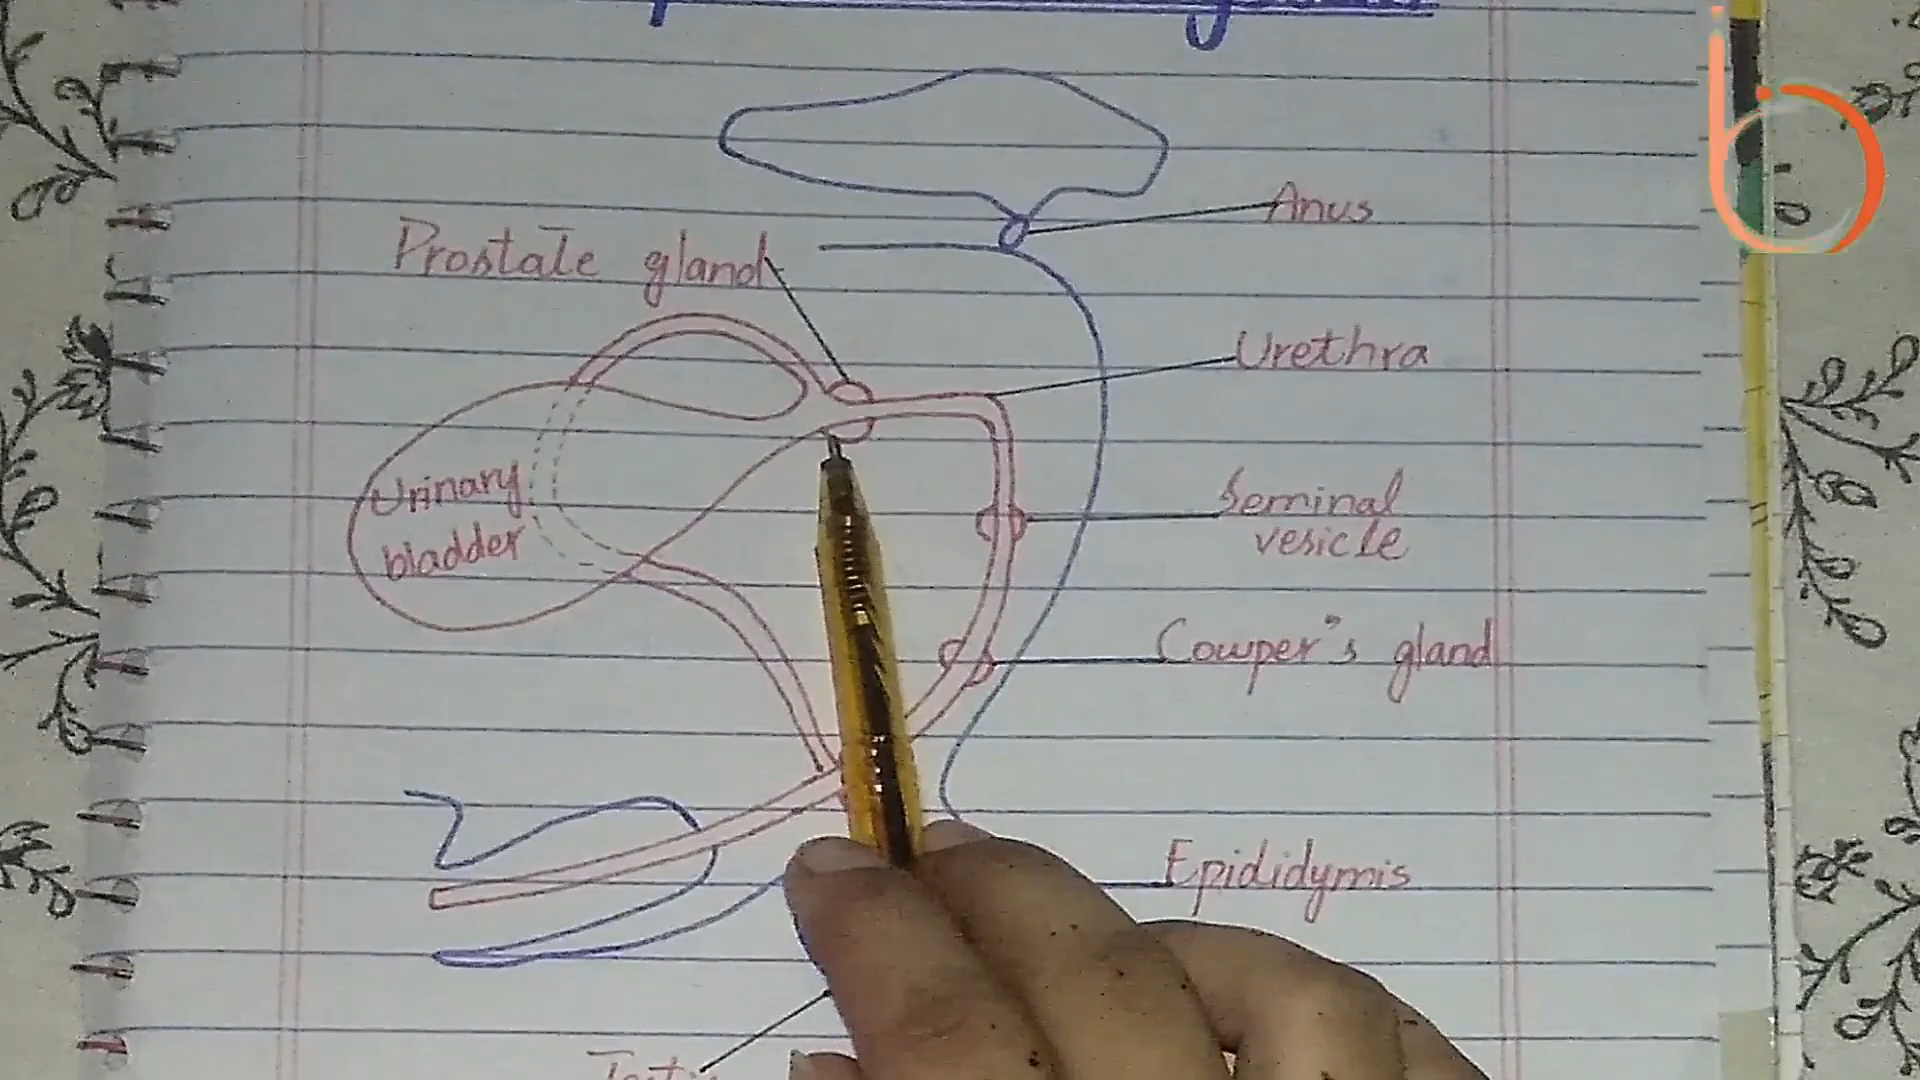 Anus
Prostate gland
Urethra
Urinary
bladder
Seminal
vesicle
Cowper's gland
Epididymis